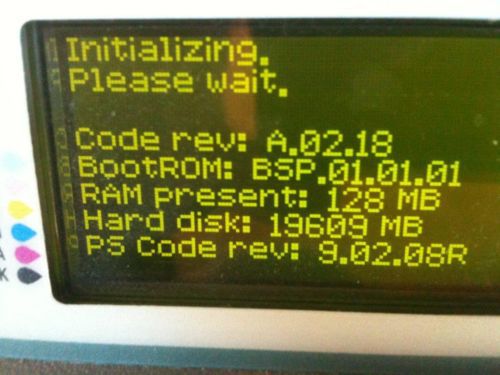 Initializing.
Please wait.
Code rev: A.02.18
BootROM: BSP.01.01.01
RAM present: 128 MB
Hard disk: 19609 MB
PS Code rev: 9.02.08R
K